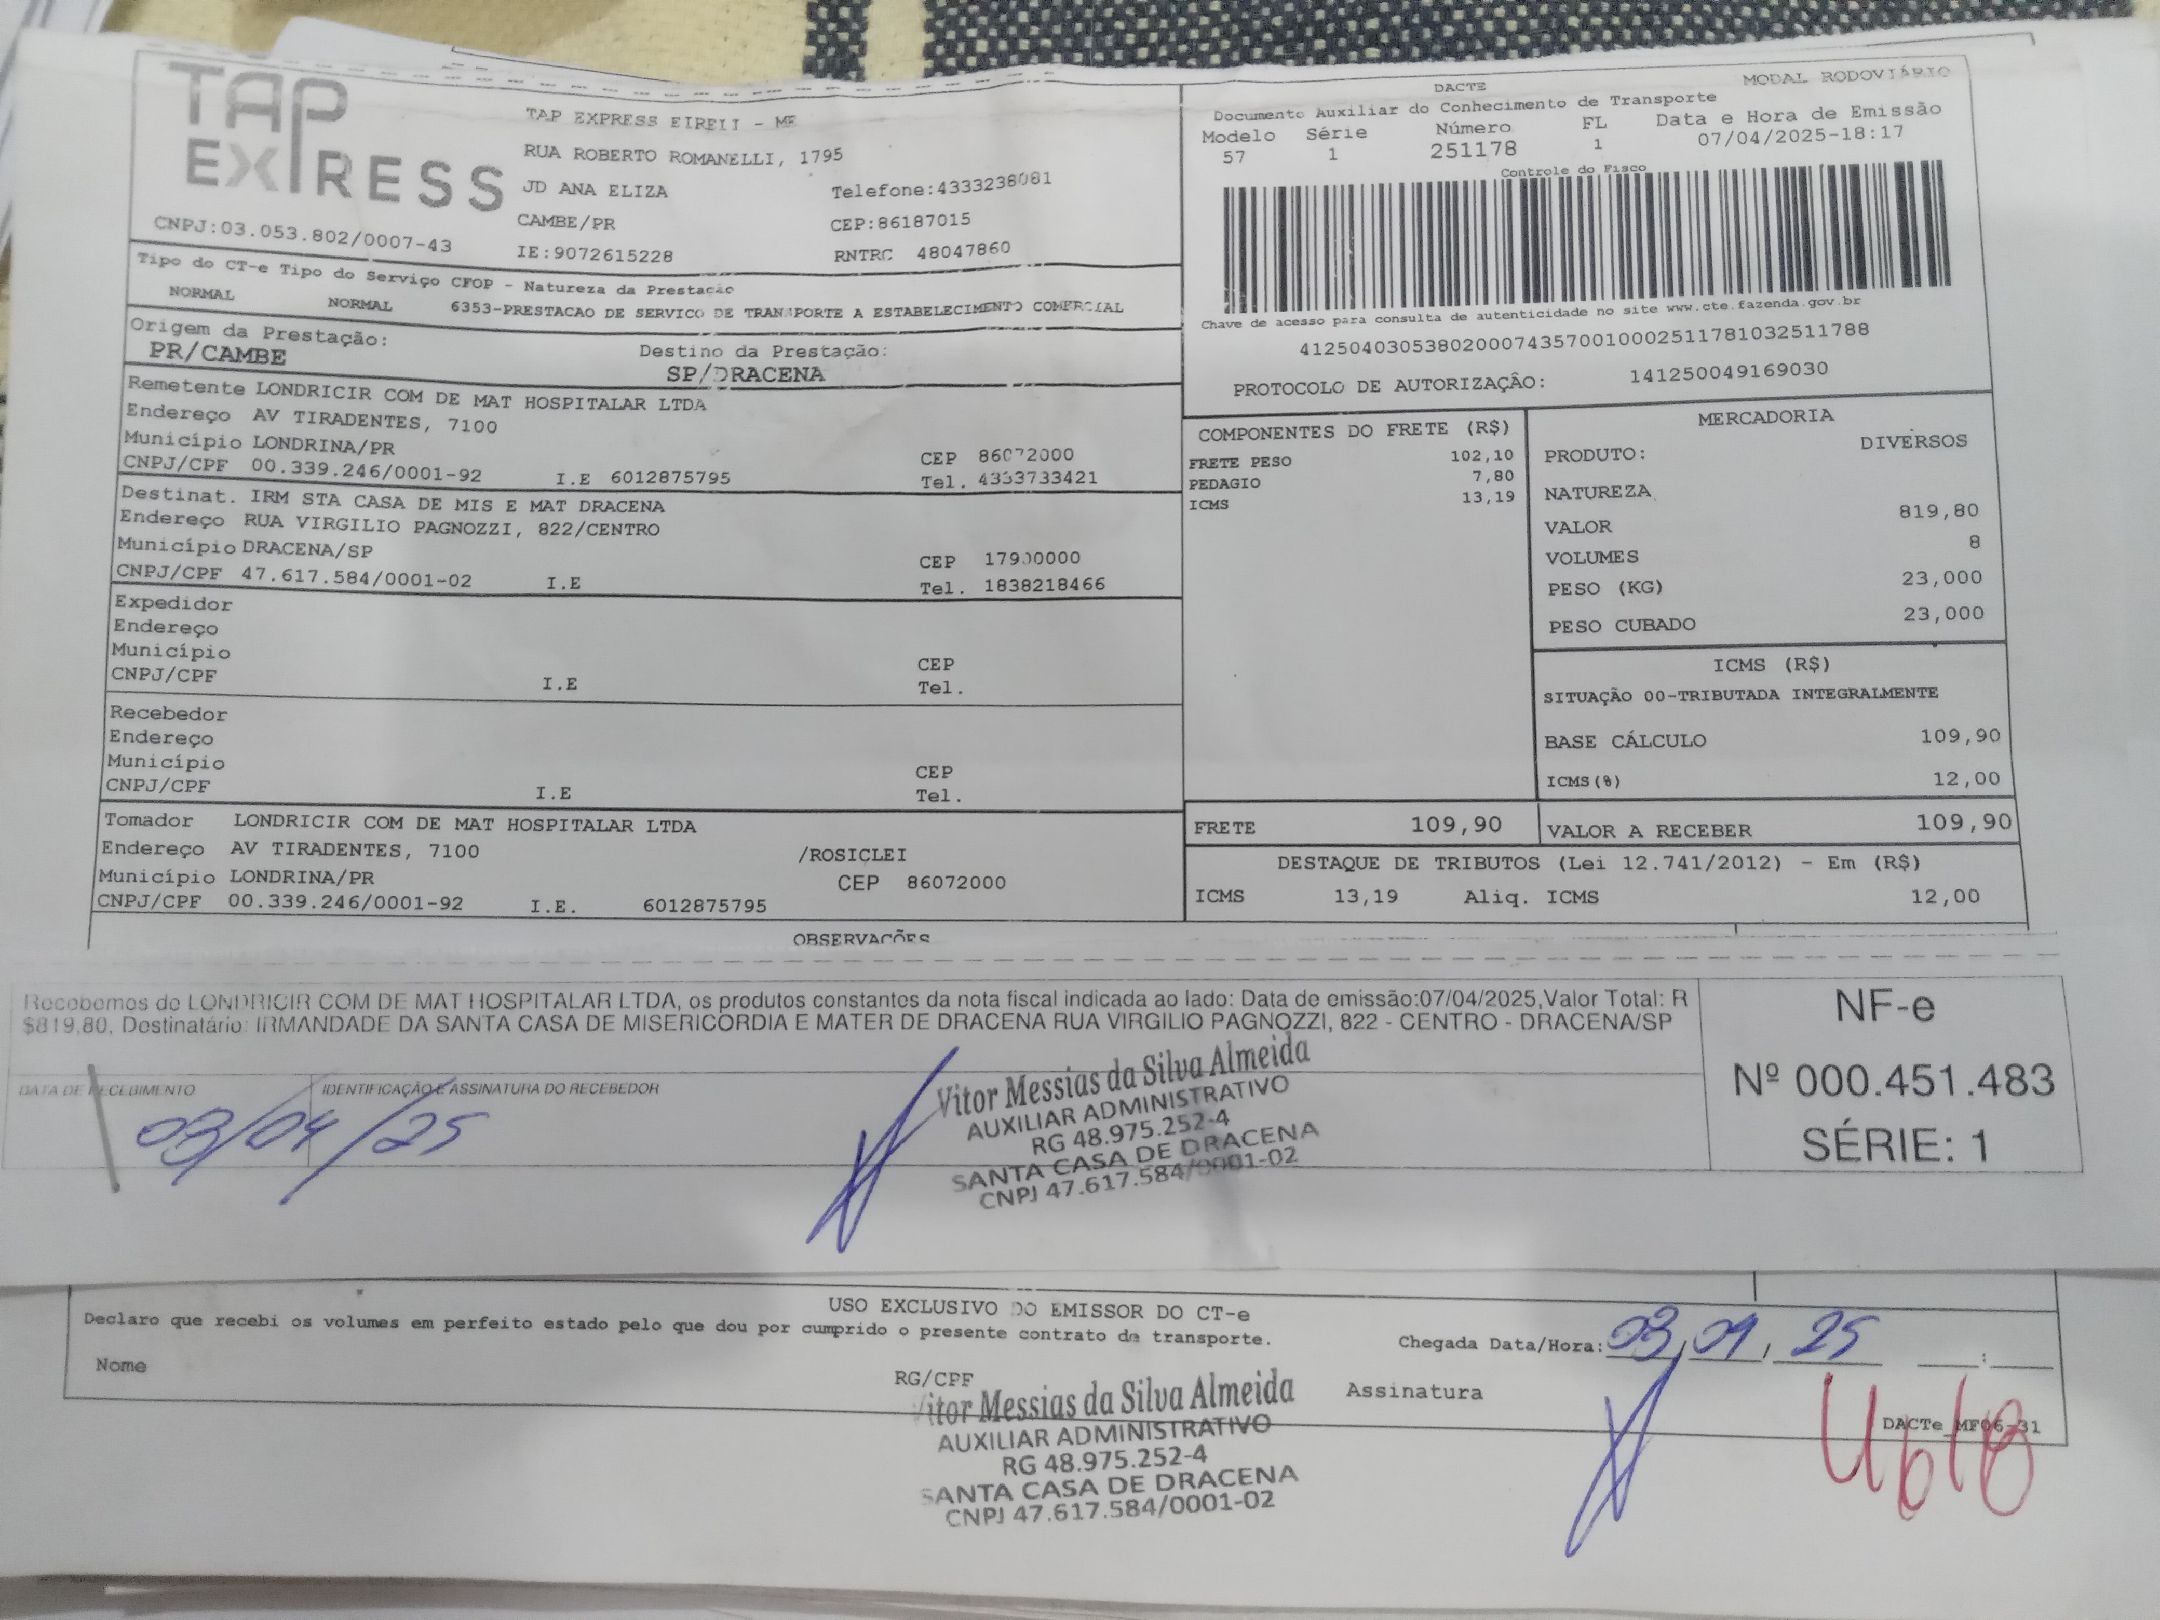 TAP
EXPRESS
CNPJ:03.053.802/0007-43
TAP EXPRESS EIRELI - ME
RUA ROBERTO ROMANELLI, 1795
JD ANA ELIZA Telefone:4333238081
CAMBE/PR CEP:86187015
IE:9072615228 RNTRC 48047860
DACTE MODAL RODOVIÁRIO
Documento Auxiliar do Conhecimento de Transporte
Modelo Série Número FL Data e Hora de Emissão
57 1 251178 1 07/04/2025-18:17
Controle do Fisco
Chave de acesso para consulta de autenticidade no site www.cte.fazenda.gov.br
41250403053802000743570010002511781032511788
PROTOCOLO DE AUTORIZAÇÃO: 141250049169030
Tipo do CT-e Tipo do Serviço CFOP - Natureza da Prestação
NORMAL NORMAL 6353-PRESTACAO DE SERVICO DE TRANSPORTE A ESTABELECIMENTO COMERCIAL
Origem da Prestação: Destino da Prestação:
PR/CAMBE SP/DRACENA
Remetente LONDRICIR COM DE MAT HOSPITALAR LTDA
Endereço AV TIRADENTES, 7100
Município LONDRINA/PR CEP 86072000
CNPJ/CPF 00.339.246/0001-92 I.E 6012875795 Tel. 4333733421
Destinat. IRM STA CASA DE MIS E MAT DRACENA
Endereço RUA VIRGILIO PAGNOZZI, 822/CENTRO
Município DRACENA/SP CEP 17900000
CNPJ/CPF 47.617.584/0001-02 I.E Tel. 1838218466
Expedidor
Endereço
Município CEP
CNPJ/CPF I.E Tel.
Recebedor
Endereço
Município CEP
CNPJ/CPF I.E Tel.
Tomador LONDRICIR COM DE MAT HOSPITALAR LTDA
Endereço AV TIRADENTES, 7100 /ROSICLEI
Município LONDRINA/PR CEP 86072000
CNPJ/CPF 00.339.246/0001-92 I.E. 6012875795
COMPONENTES DO FRETE (R$)
FRETE PESO 102,10
PEDAGIO 7,80
ICMS 13,19
MERCADORIA
PRODUTO: DIVERSOS
NATUREZA
VALOR 819,80
VOLUMES 8
PESO (KG) 23,000
PESO CUBADO 23,000
ICMS (R$)
SITUAÇÃO 00-TRIBUTADA INTEGRALMENTE
BASE CÁLCULO 109,90
ICMS(%) 12,00
FRETE 109,90 VALOR A RECEBER 109,90
DESTAQUE DE TRIBUTOS (Lei 12.741/2012) - Em (R$)
ICMS 13,19 Aliq. ICMS 12,00
OBSERVAÇÕES
Recebemos de LONDRICIR COM DE MAT HOSPITALAR LTDA, os produtos constantes da nota fiscal indicada ao lado: Data de emissão:07/04/2025,Valor Total: R
$819,80, Destinatário: IRMANDADE DA SANTA CASA DE MISERICORDIA E MATER DE DRACENA RUA VIRGILIO PAGNOZZI, 822 - CENTRO - DRACENA/SP
DATA DE RECEBIMENTO IDENTIFICAÇÃO E ASSINATURA DO RECEBEDOR
NF-e
Nº 000.451.483
SÉRIE: 1
Vitor Messias da Silva Almeida
AUXILIAR ADMINISTRATIVO
RG 48.975.252-4
SANTA CASA DE DRACENA
CNPJ 47.617.584/0001-02
USO EXCLUSIVO DO EMISSOR DO CT-e
Declaro que recebi os volumes em perfeito estado pelo que dou por cumprido o presente contrato de transporte.
Chegada Data/Hora:
Nome RG/CPF Assinatura
DACTe_MF06-31
Vitor Messias da Silva Almeida
AUXILIAR ADMINISTRATIVO
RG 48.975.252-4
SANTA CASA DE DRACENA
CNPJ 47.617.584/0001-02